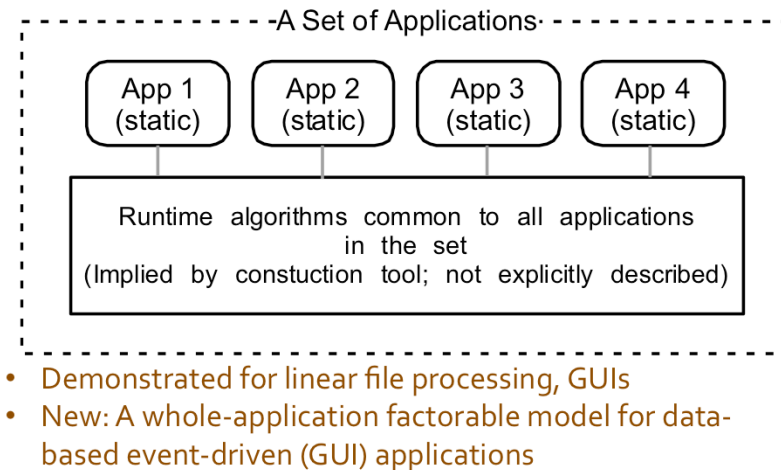 A Set of Applications
App 1
(static)
App 2
(static)
App 3
(static)
App 4
(static)
Runtime algorithms common to all applications
in the set
(Implied by constuction tool; not explicitly described)
• Demonstrated for linear file processing, GUIs
• New: A whole-application factorable model for data-
based event-driven (GUI) applications